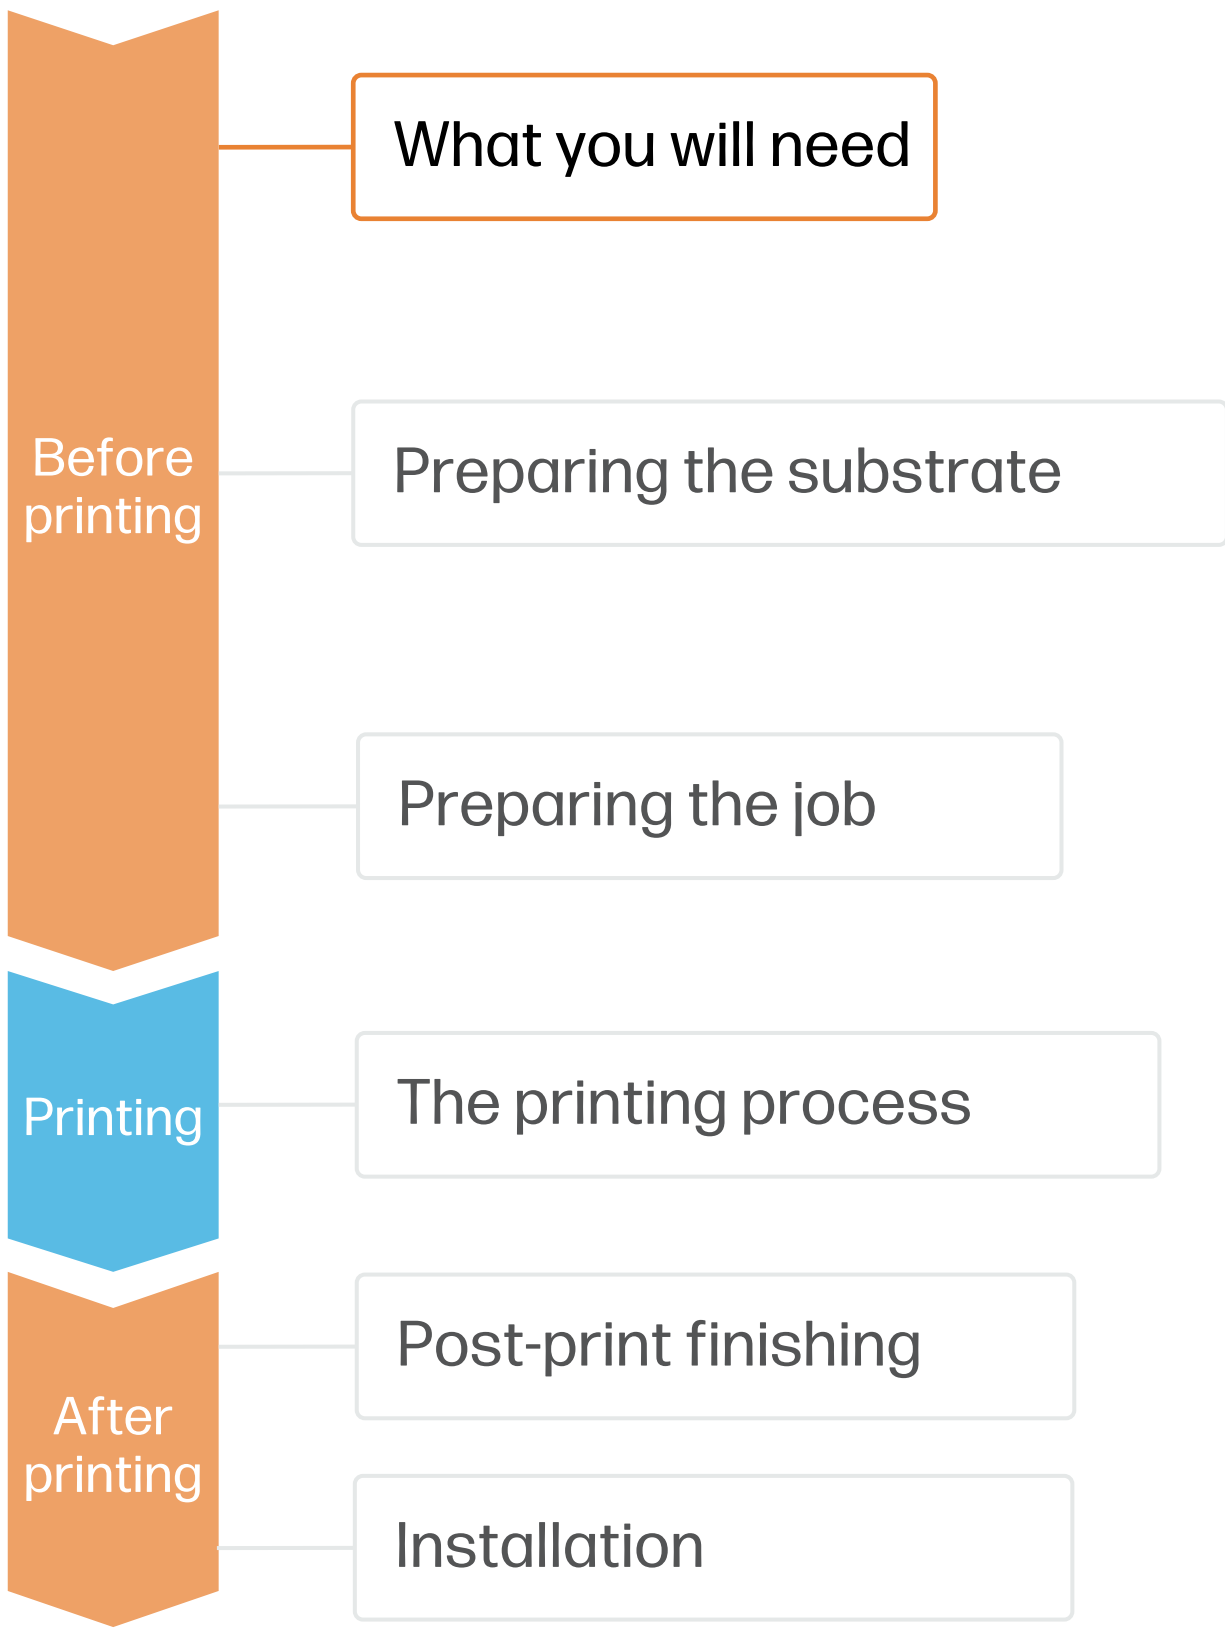 What you will need
Before
printing
Preparing the substrate
Preparing the job
Printing
The printing process
After
printing
Post-print finishing
Installation